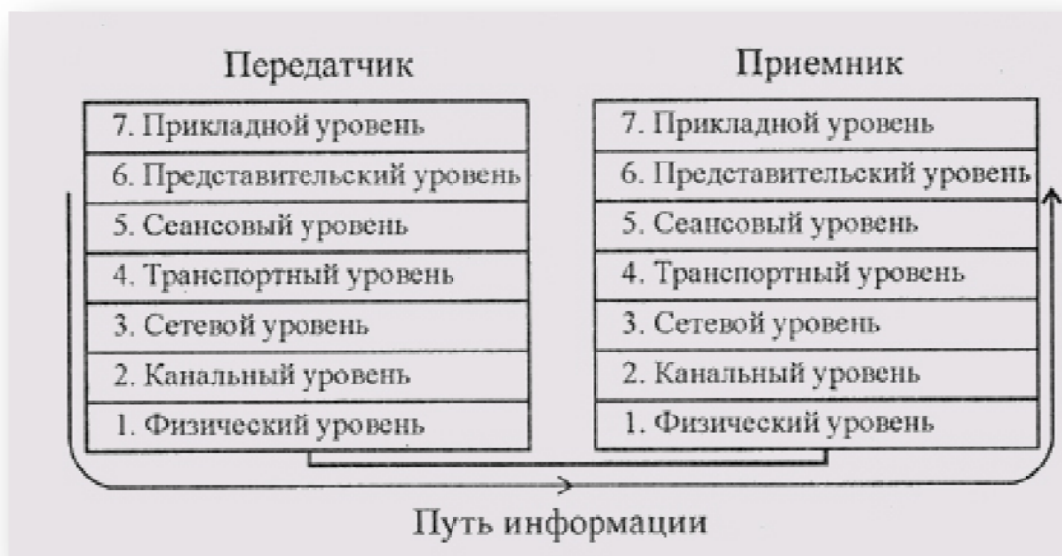 Передатчик
7. Прикладной уровень
6. Представительский уровень
5. Сеансовый уровень
4. Транспортный уровень
3. Сетевой уровень
2. Канальный уровень
1. Физический уровень
Приемник
7. Прикладной уровень
6. Представительский уровень
5. Сеансовый уровень
4. Транспортный уровень
3. Сетевой уровень
2. Канальный уровень
1. Физический уровень
Путь информации